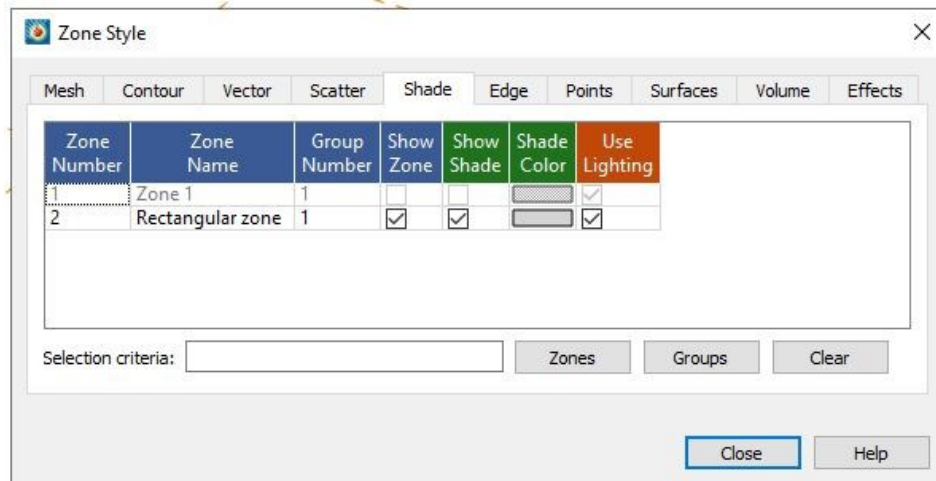 Zone Style
Mesh Contour Vector Scatter Shade Edge Points Surfaces Volume Effects
Zone Number Zone Name Group Number Show Zone Show Shade Shade Color Use Lighting
1 Zone 1 1
2 Rectangular zone 1
Selection criteria: Zones Groups Clear
Close Help